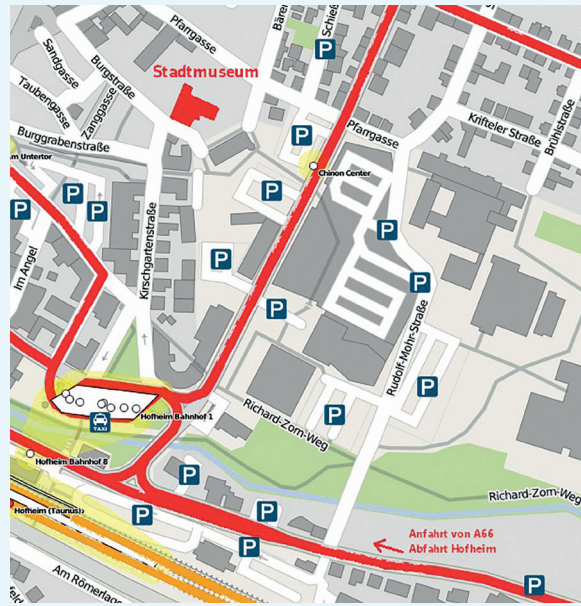 Bären
Schieß
P
Pfarrgasse
Sandgasse
Burgstraße
Stadtmuseum
Taubengasse
Zanggasse
Burggrabenstraße
P
Pfarrgasse
Krifteler Straße
Brühlstraße
am Untertor
Chinon Center
P
P
P
P
Kirschgartenstraße
Im Angel
P
P
P
P
P
Rudolf-Mohr-Straße
P
Hofheim Bahnhof 1
TAXI
Richard-Zorn-Weg
P
Hofheim Bahnhof 8
P
P
Richard-Zorn-Weg
Hofheim (Taunus)
P
P
P
Anfahrt von A66
Abfahrt Hofheim
Am Römerlage
P